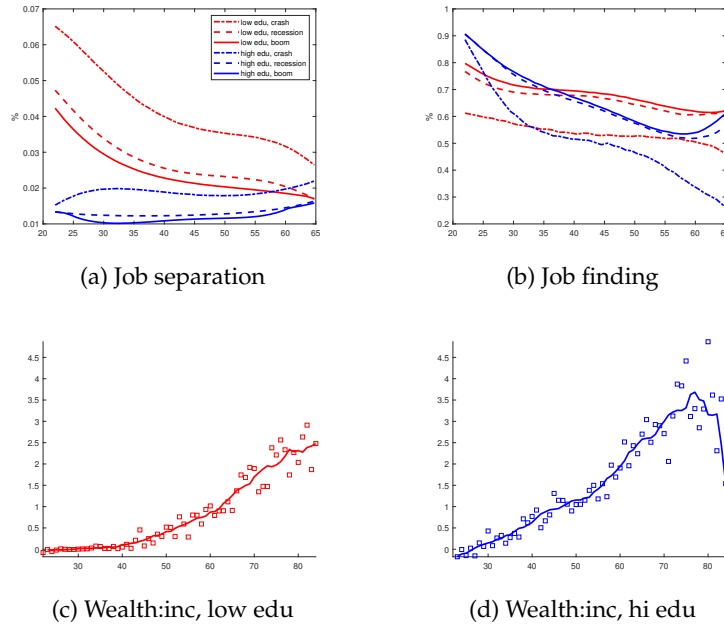 0.07
0.06
0.05
0.04
0.03
0.02
0.01
%
20 25 30 35 40 45 50 55 60 65
low edu, crash
low edu, recession
low edu, boom
high edu, crash
high edu, recession
high edu, boom
(a) Job separation
1
0.9
0.8
0.7
0.6
0.5
0.4
0.3
0.2
%
20 25 30 35 40 45 50 55 60
(b) Job finding
4.5
4
3.5
3
2.5
2
1.5
1
0.5
0
30 40 50 60 70 80
(c) Wealth:inc, low edu
4.5
4
3.5
3
2.5
2
1.5
1
0.5
0
30 40 50 60 70 80
(d) Wealth:inc, hi edu